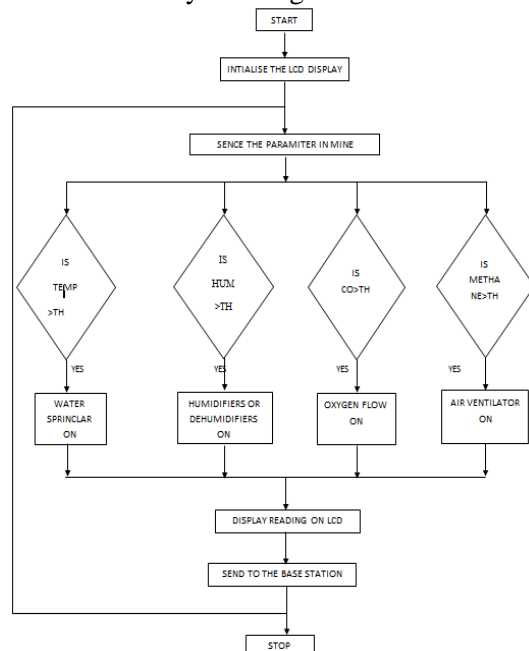 START
INTIALISE THE LCD DISPLAY
SENCE THE PARAMITER IN MINE
IS
TEMP
>TH
IS
HUM
>TH
IS
CO>TH
IS
METHA
NE>TH
YES
YES
YES
YES
WATER
SPRINCLAR
ON
HUMIDIFIERS OR
DEHUMIDIFIERS
ON
OXYGEN FLOW
ON
AIR VENTILATOR
ON
DISPLAY READING ON LCD
SEND TO THE BASE STATION
STOP